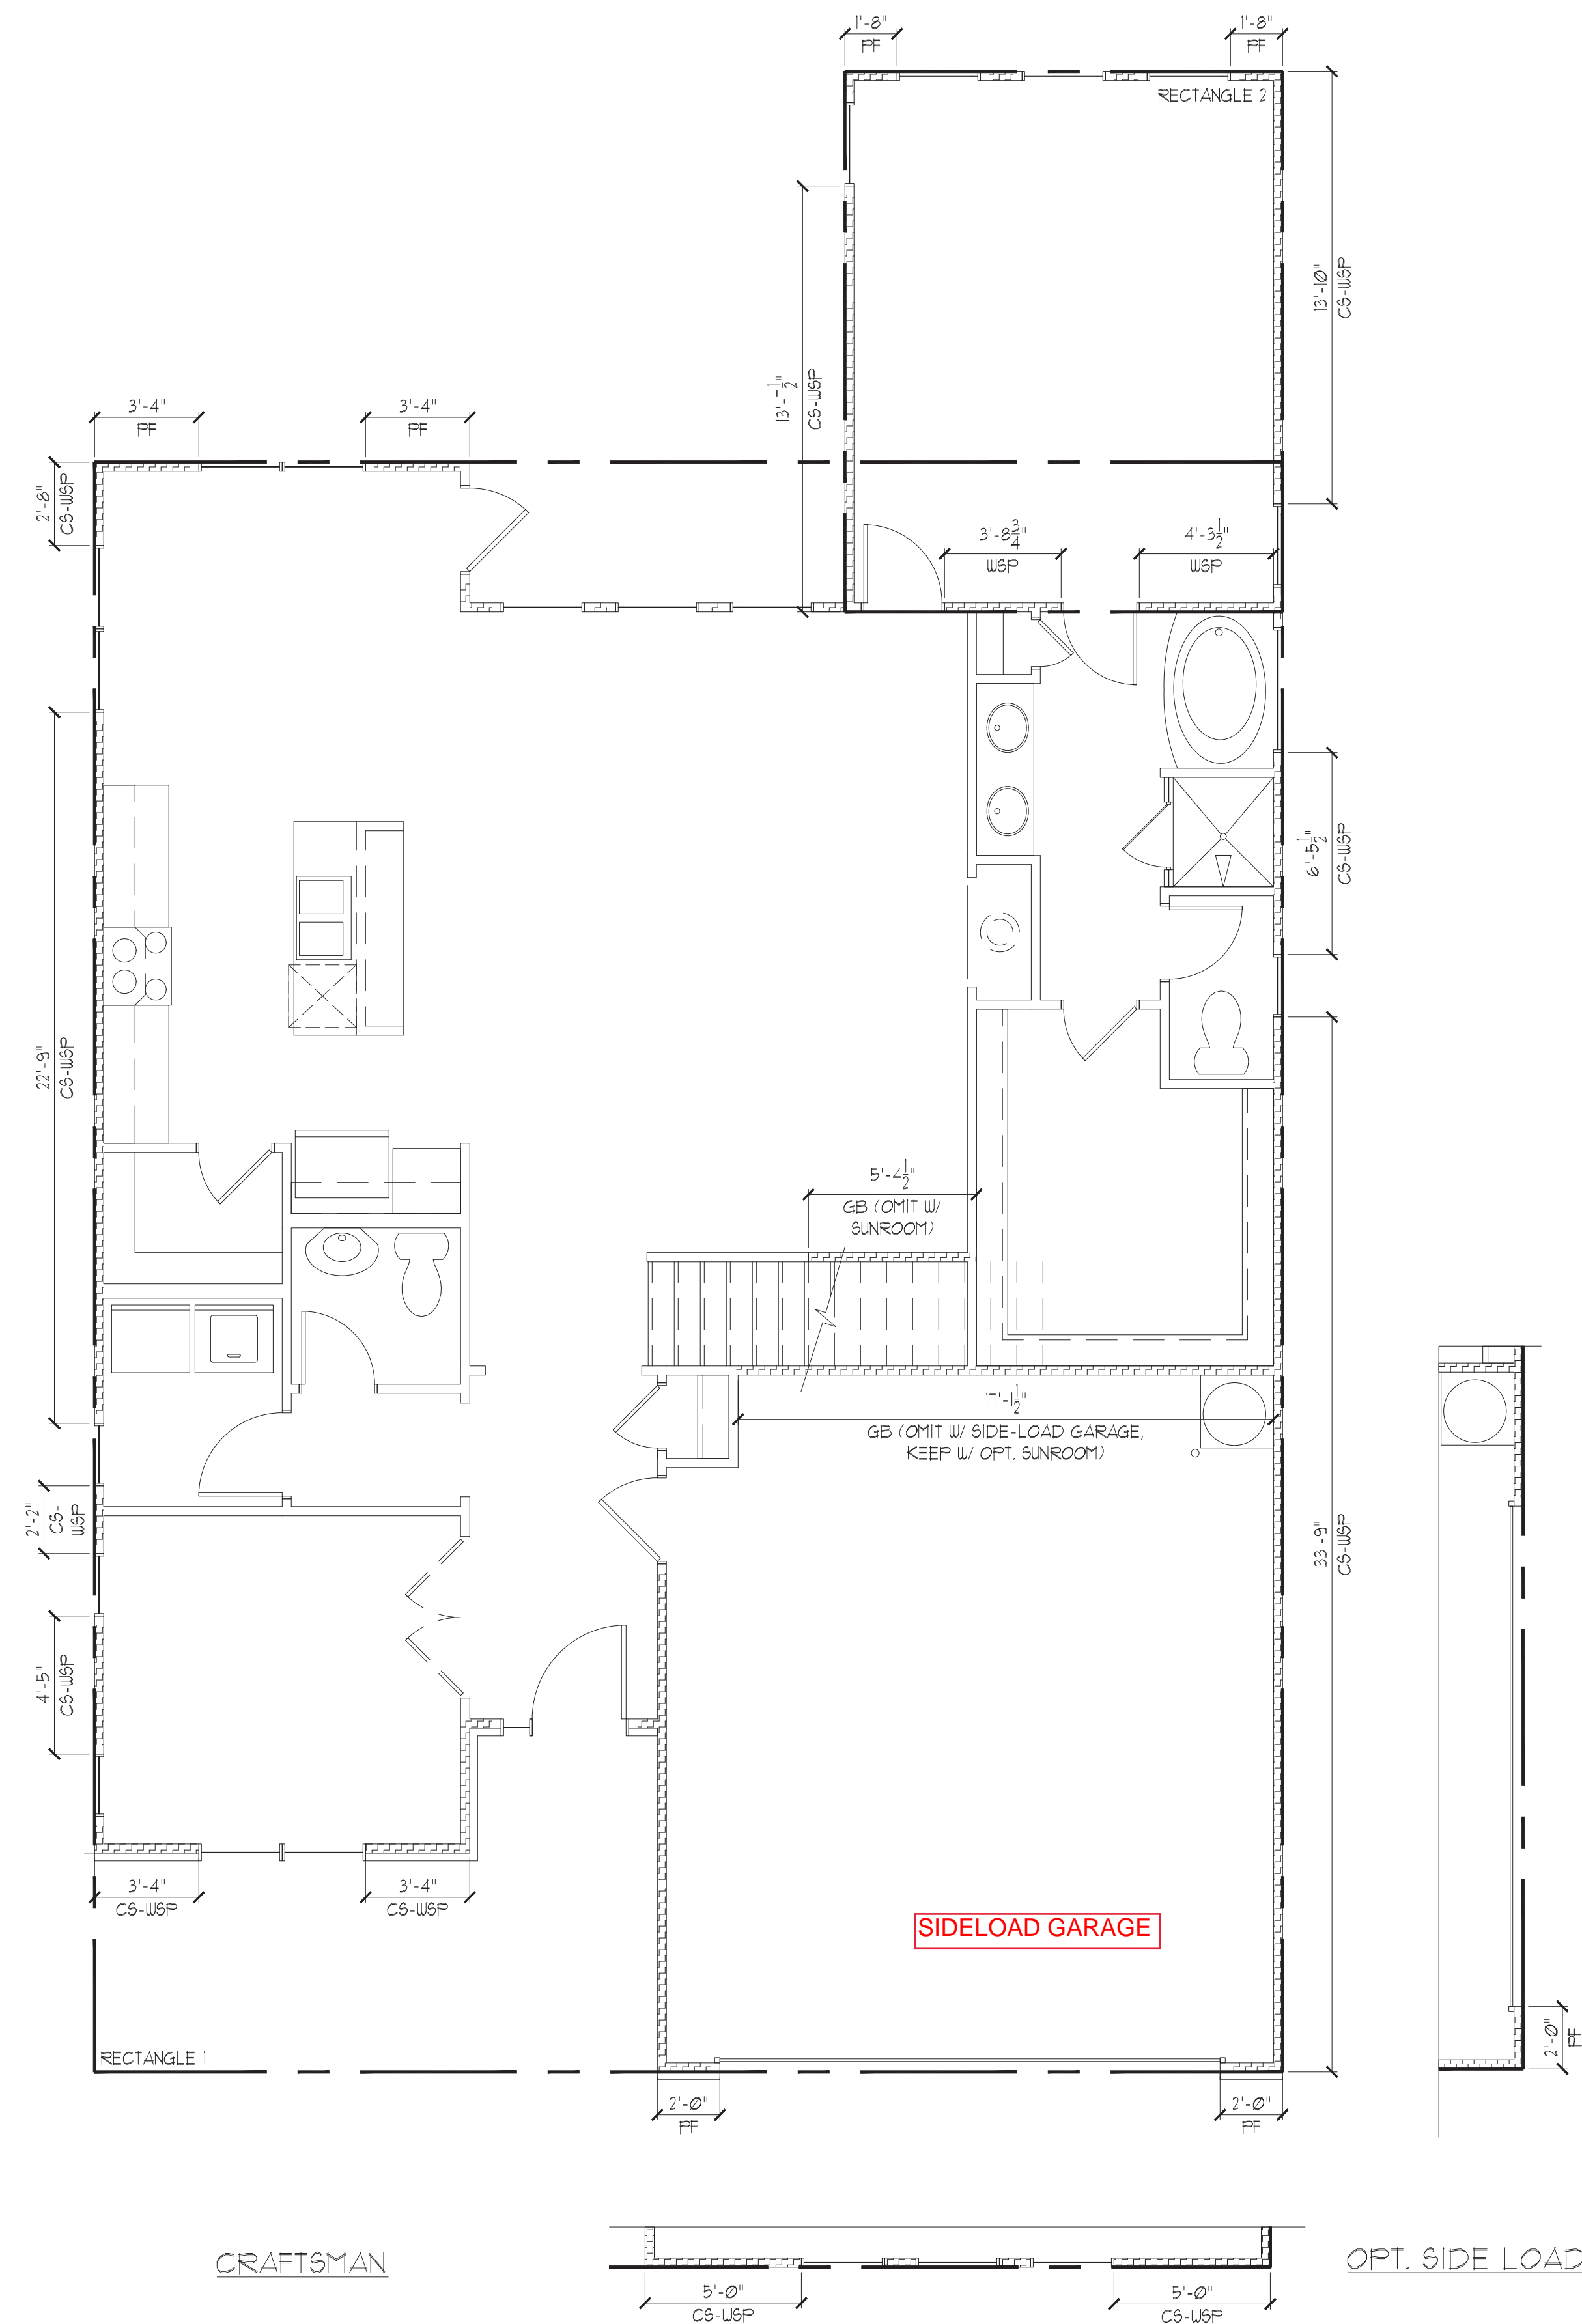 1'-8"
PF
1'-8"
PF
RECTANGLE 2
13'-10"
CS-WSP
13'-7 1/2"
CS-WSP
3'-4"
PF
3'-4"
PF
2'-8"
CS-WSP
3'-8 3/4"
WSP
4'-3 1/2"
WSP
6'-5 1/2"
CS-WSP
22'-9"
CS-WSP
5'-4 1/2"
GB (OMIT W/
SUNROOM)
17'-1 1/2"
GB (OMIT W/ SIDE-LOAD GARAGE,
KEEP W/ OPT. SUNROOM)
2'-2"
CS-
WSP
33'-9"
CS-WSP
4'-5"
CS-WSP
3'-4"
CS-WSP
3'-4"
CS-WSP
SIDELOAD GARAGE
RECTANGLE 1
2'-0"
PF
2'-0"
PF
2'-0"
PF
CRAFTSMAN
5'-0"
CS-WSP
5'-0"
CS-WSP
OPT. SIDE LOAD